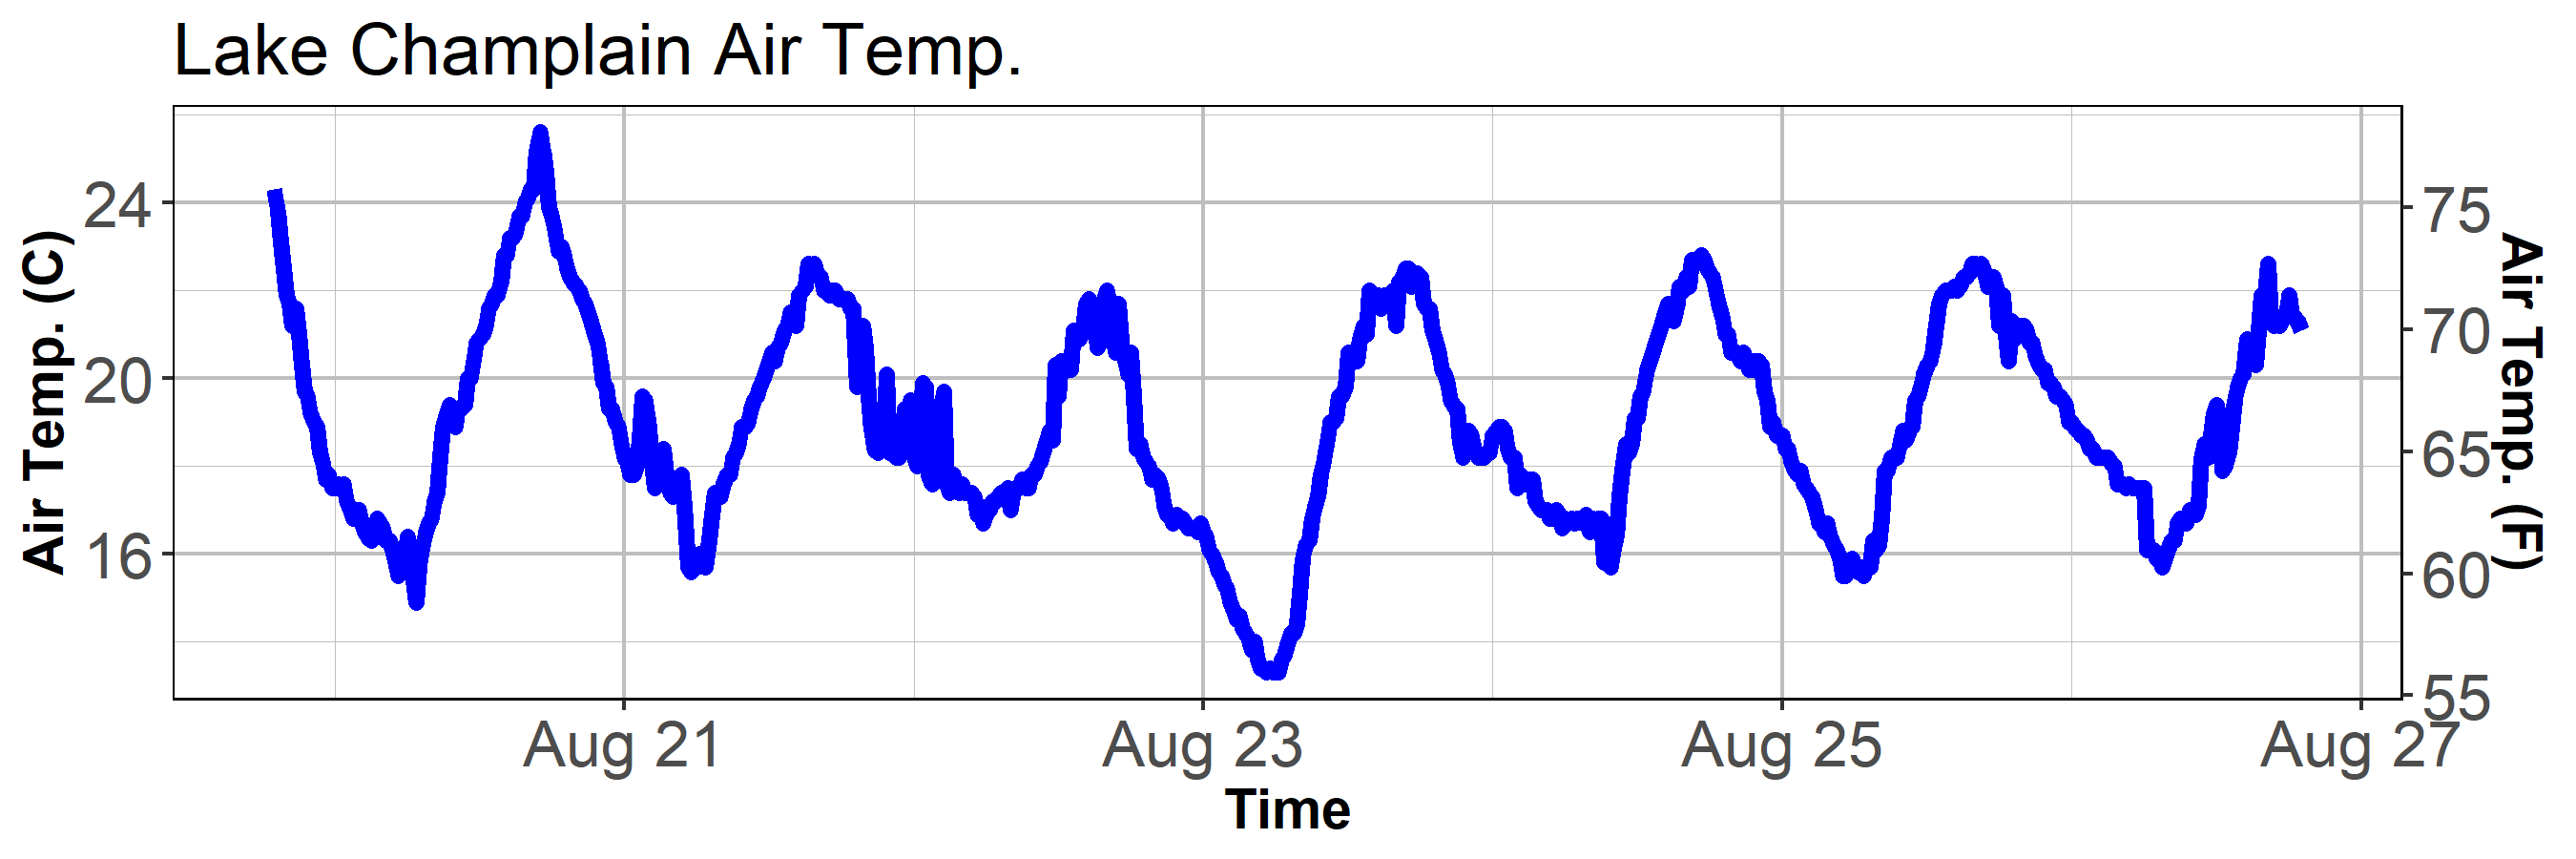 Lake Champlain Air Temp.
Air Temp. (C)
24
20
16
75
70
65
60
55
Air Temp. (F)
Aug 21
Aug 23
Aug 25
Aug 27
Time